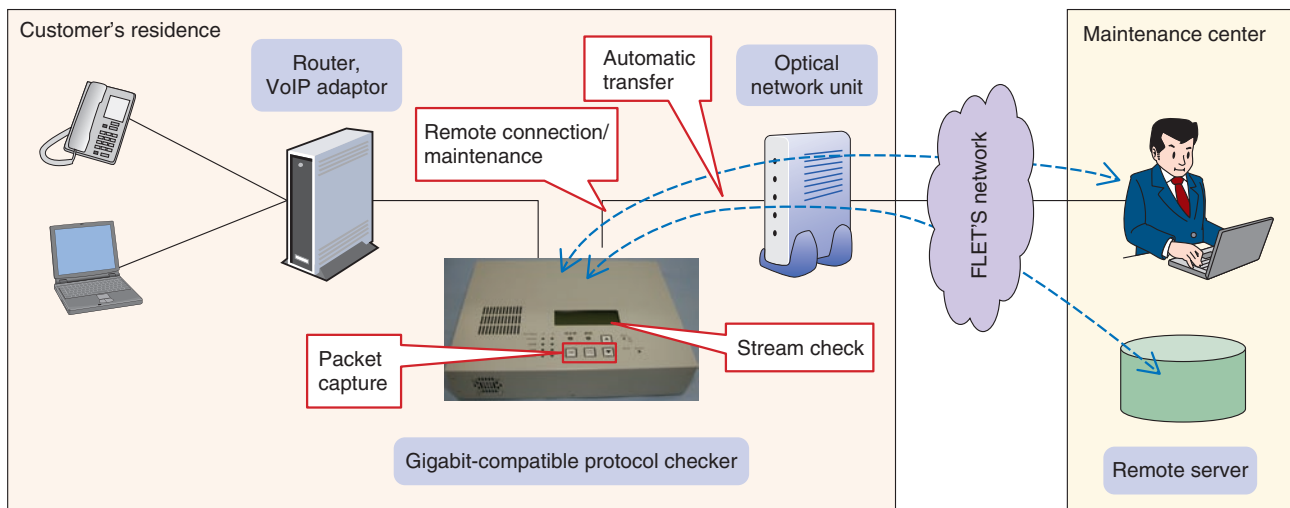 Customer's residence
Router,
VoIP adaptor
Automatic
transfer
Optical
network unit
Remote connection/
maintenance
Packet
capture
Stream check
Gigabit-compatible protocol checker
FLET'S network
Maintenance center
Remote server